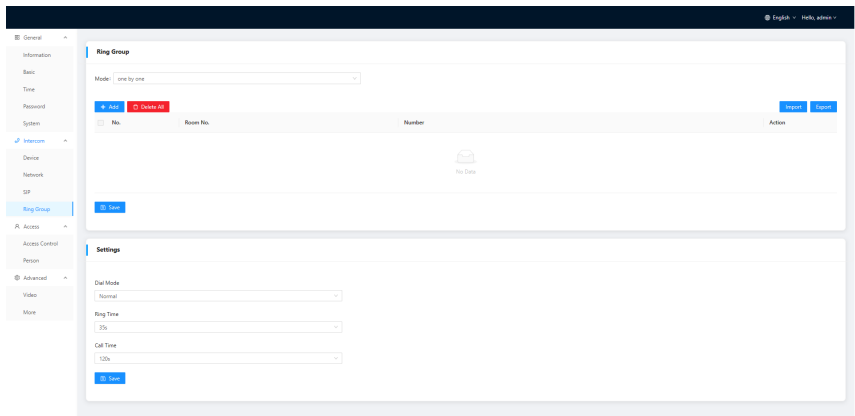 English Hello, admin
General
Information
Basic
Time
Password
System
Intercom
Device
Network
SIP
Ring Group
Access
Access Control
Person
Advanced
Video
More
Ring Group
Mode: one by one
+ Add Delete All Import Export
No. Room No. Number Action
No Data
Save
Settings
Dial Mode
Normal
Ring Time
35s
Call Time
120s
Save